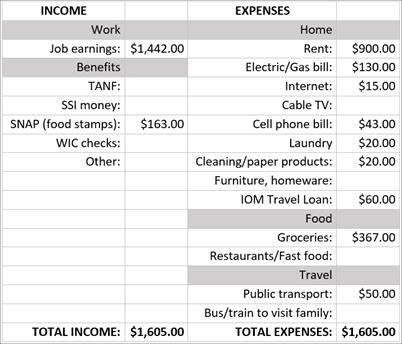 INCOME EXPENSES
Work Home
Job earnings: $1,442.00 Rent: $900.00
Benefits Electric/Gas bill: $130.00
TANF: Internet: $15.00
SSI money: Cable TV:
SNAP (food stamps): $163.00 Cell phone bill: $43.00
WIC checks: Laundry $20.00
Other: Cleaning/paper products: $20.00
Furniture, homeware:
IOM Travel Loan: $60.00
Food
Groceries: $367.00
Restaurants/Fast food:
Travel
Public transport: $50.00
Bus/train to visit family:
TOTAL INCOME: $1,605.00 TOTAL EXPENSES: $1,605.00